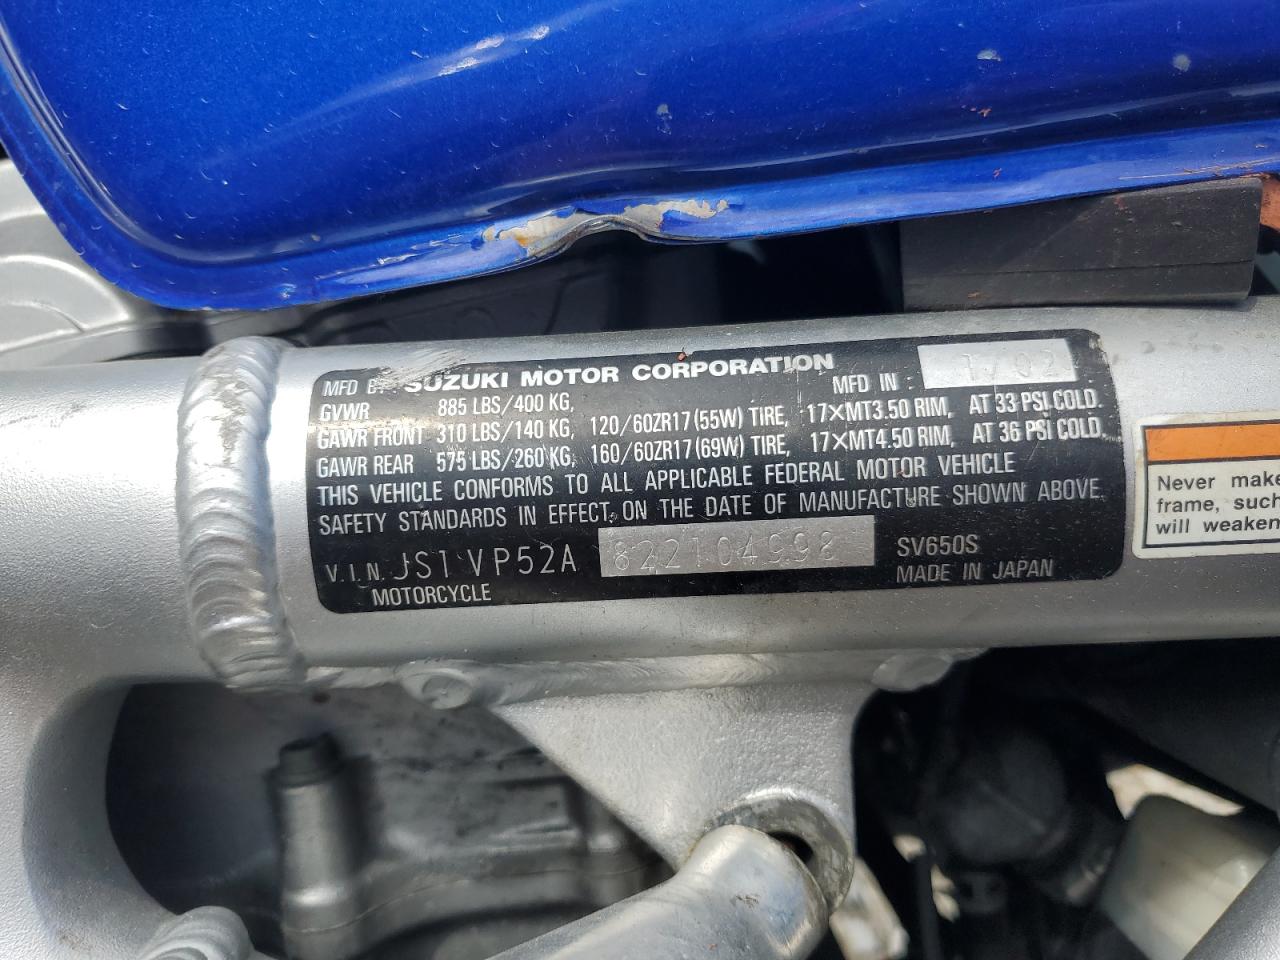 MFD BY SUZUKI MOTOR CORPORATION MFD IN : 1/02
GVWR 885 LBS/400 KG,
GAWR FRONT 310 LBS/140 KG, 120/60ZR17(55W) TIRE, 17×MT3.50 RIM, AT 33 PSI COLD.
GAWR REAR 575 LBS/260 KG, 160/60ZR17(69W) TIRE, 17×MT4.50 RIM, AT 36 PSI COLD.
THIS VEHICLE CONFORMS TO ALL APPLICABLE FEDERAL MOTOR VEHICLE
SAFETY STANDARDS IN EFFECT ON THE DATE OF MANUFACTURE SHOWN ABOVE.
V.I.N. JS1VP52A 822104998 SV650S
MOTORCYCLE MADE IN JAPAN
Never make
frame, such
will weaken